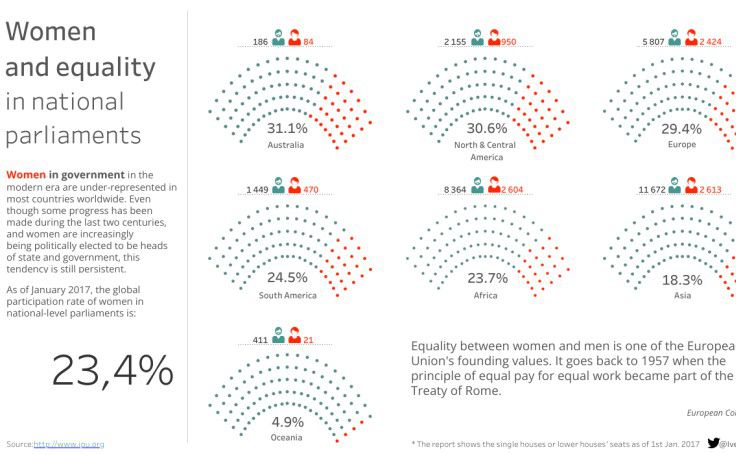 Women
and equality
in national
parliaments
Women in government in the
modern era are under-represented in
most countries worldwide. Even
though some progress has been
made during the last two centuries,
and women are increasingly
being politically elected to be heads
of state and government, this
tendency is still persistent.
As of January 2017, the global
participation rate of women in
national-level parliaments is:
23,4%
Source: http://www.ipu.org
186 84
31.1%
Australia
2 155 950
30.6%
North & Central
America
5 807 2 424
29.4%
Europe
1 449 470
24.5%
South America
8 364 2 604
23.7%
Africa
11 672 2 613
18.3%
Asia
411 21
4.9%
Oceania
Equality between women and men is one of the Europea
Union's founding values. It goes back to 1957 when the
principle of equal pay for equal work became part of the
Treaty of Rome.
European Co
* The report shows the single houses or lower houses' seats as of 1st Jan. 2017
@ive